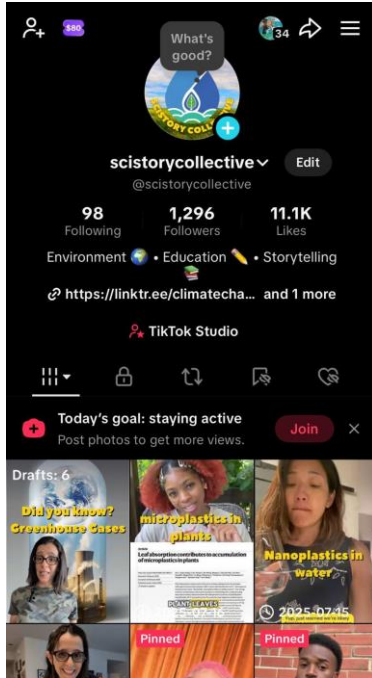 $80
What's
good?
34
SCISTORY COLLECTIVE
scistorycollective
Edit
@scistorycollective
98
1,296
11.1K
Following
Followers
Likes
Environment 🌍 • Education ✏️ • Storytelling
📚
https://linktr.ee/climatecha... and 1 more
TikTok Studio
Today's goal: staying active
Post photos to get more views.
Join
Drafts: 6
Did you know?
Greenhouse Gases
microplastics in
plants
Leaf absorption contributes to accumulation
of microplastics in plants
PLANT LEAVES
Nanoplastics in
water
2025-07-15
Pinned
Pinned